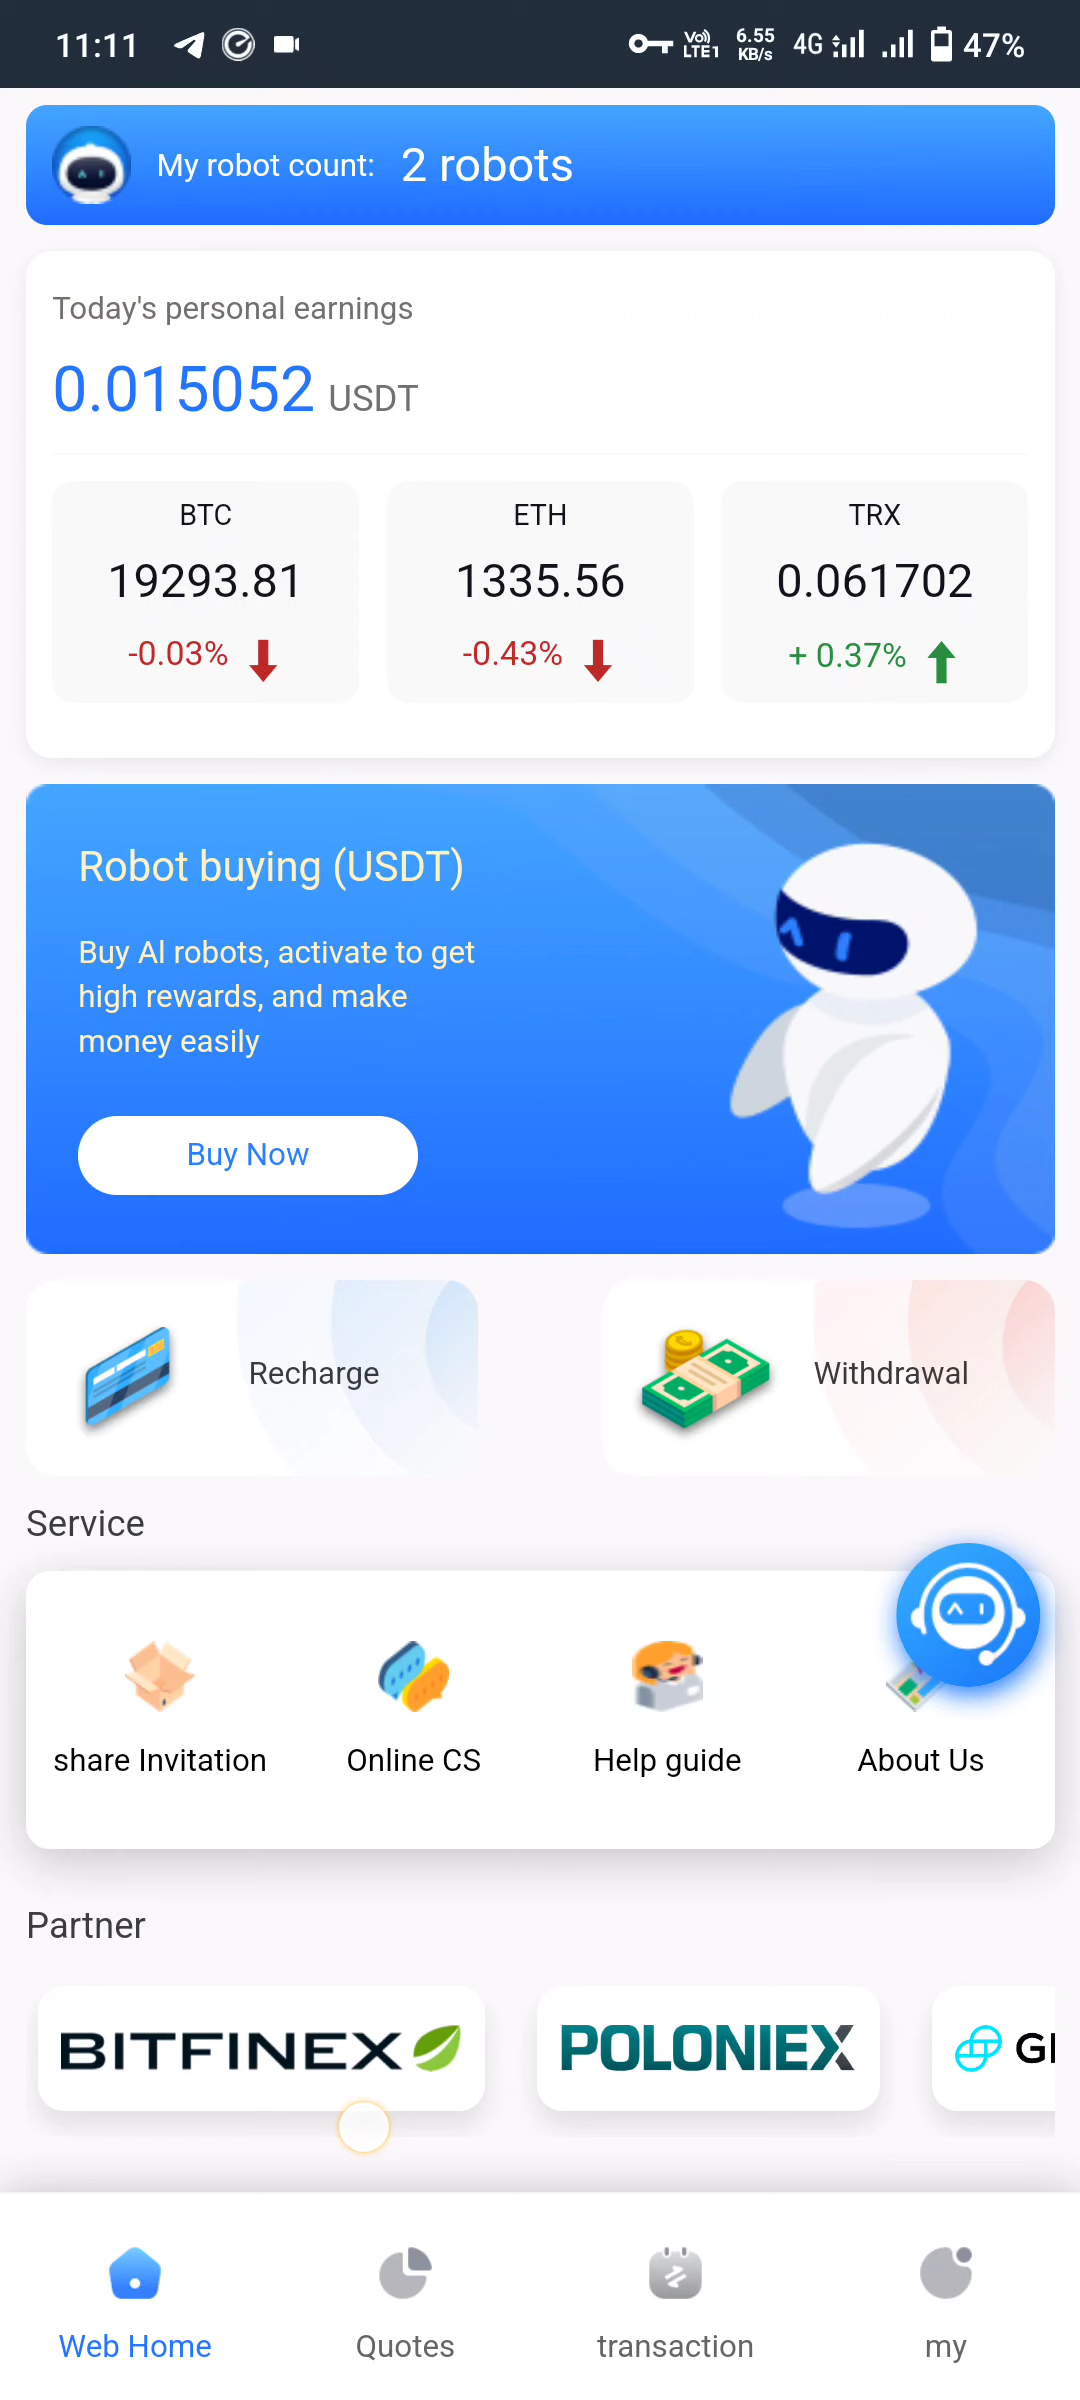 11:11
Vo) LTE1
6.55 KB/s
4G
47%
My robot count: 2 robots
Today's personal earnings
0.015052 USDT
BTC
ETH
TRX
19293.81
1335.56
0.061702
-0.03%
-0.43%
+ 0.37%
Robot buying (USDT)
Buy Al robots, activate to get
high rewards, and make
money easily
Buy Now
Recharge
Withdrawal
Service
share Invitation
Online CS
Help guide
About Us
Partner
BITFINEX
POLONIEX
Web Home
Quotes
transaction
my